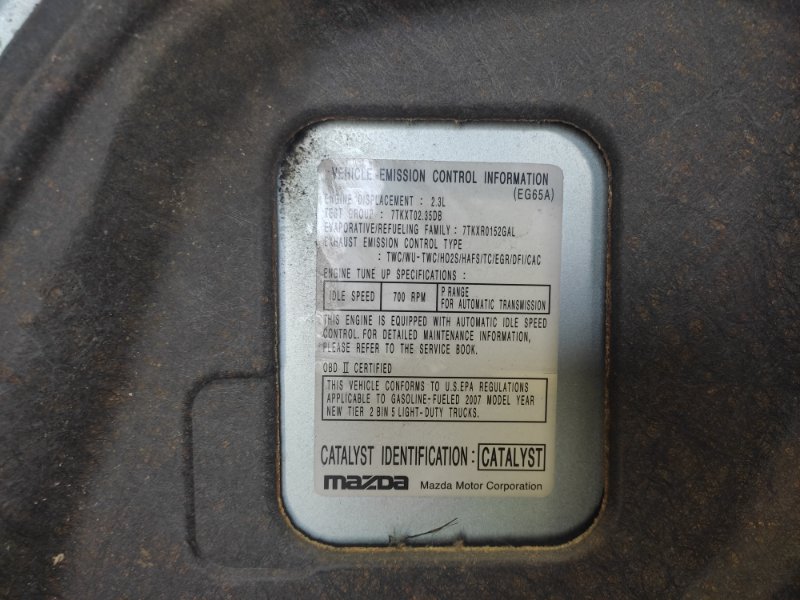 VEHICLE EMISSION CONTROL INFORMATION
(EG65A)
ENGINE DISPLACEMENT : 2.3L
TEST GROUP : 7TKXT02.35DB
EVAPORATIVE/REFUELING FAMILY : 7TKXR0152GAL
EXHAUST EMISSION CONTROL TYPE
: TWC/WU-TWC/HO2S/HAFS/TC/EGR/DFI/CAC
ENGINE TUNE UP SPECIFICATIONS :
IDLE SPEED 700 RPM P RANGE
FOR AUTOMATIC TRANSMISSION
THIS ENGINE IS EQUIPPED WITH AUTOMATIC IDLE SPEED
CONTROL. FOR DETAILED MAINTENANCE INFORMATION,
PLEASE REFER TO THE SERVICE BOOK.
OBD II CERTIFIED
THIS VEHICLE CONFORMS TO U.S.EPA REGULATIONS
APPLICABLE TO GASOLINE-FUELED 2007 MODEL YEAR
NEW TIER 2 BIN 5 LIGHT-DUTY TRUCKS.
CATALYST IDENTIFICATION : CATALYST
mazda Mazda Motor Corporation